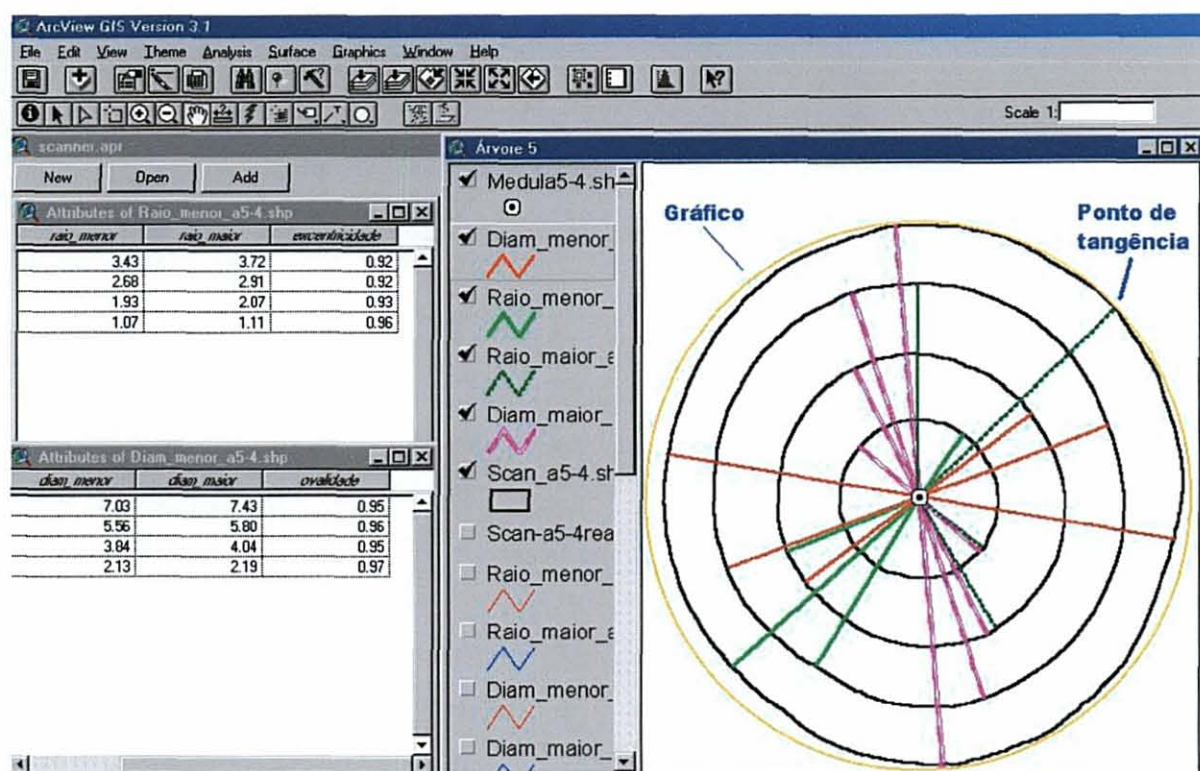 ArcView GIS Version 3.1
File Edit View Theme Analysis Surface Graphics Window Help
Scale 1:
scanner.apr
New Open Add
Attributes of Raio_menor_a5-4.shp
raio_menor raio_maior excentricidade
3.43 3.72 0.92
2.68 2.91 0.92
1.93 2.07 0.93
1.07 1.11 0.96
Attributes of Diam_menor_a5-4.shp
diam_menor diam_maior ovalidade
7.03 7.43 0.95
5.56 5.80 0.96
3.84 4.04 0.95
2.13 2.19 0.97
Árvore 5
Medula5-4.sh
Diam_menor_
Raio_menor_
Raio_maior_a
Diam_maior_
Scan_a5-4.sh
Scan-a5-4rea
Raio_menor_
Raio_maior_a
Diam_menor_
Diam_maior_
Gráfico
Ponto de
tangência